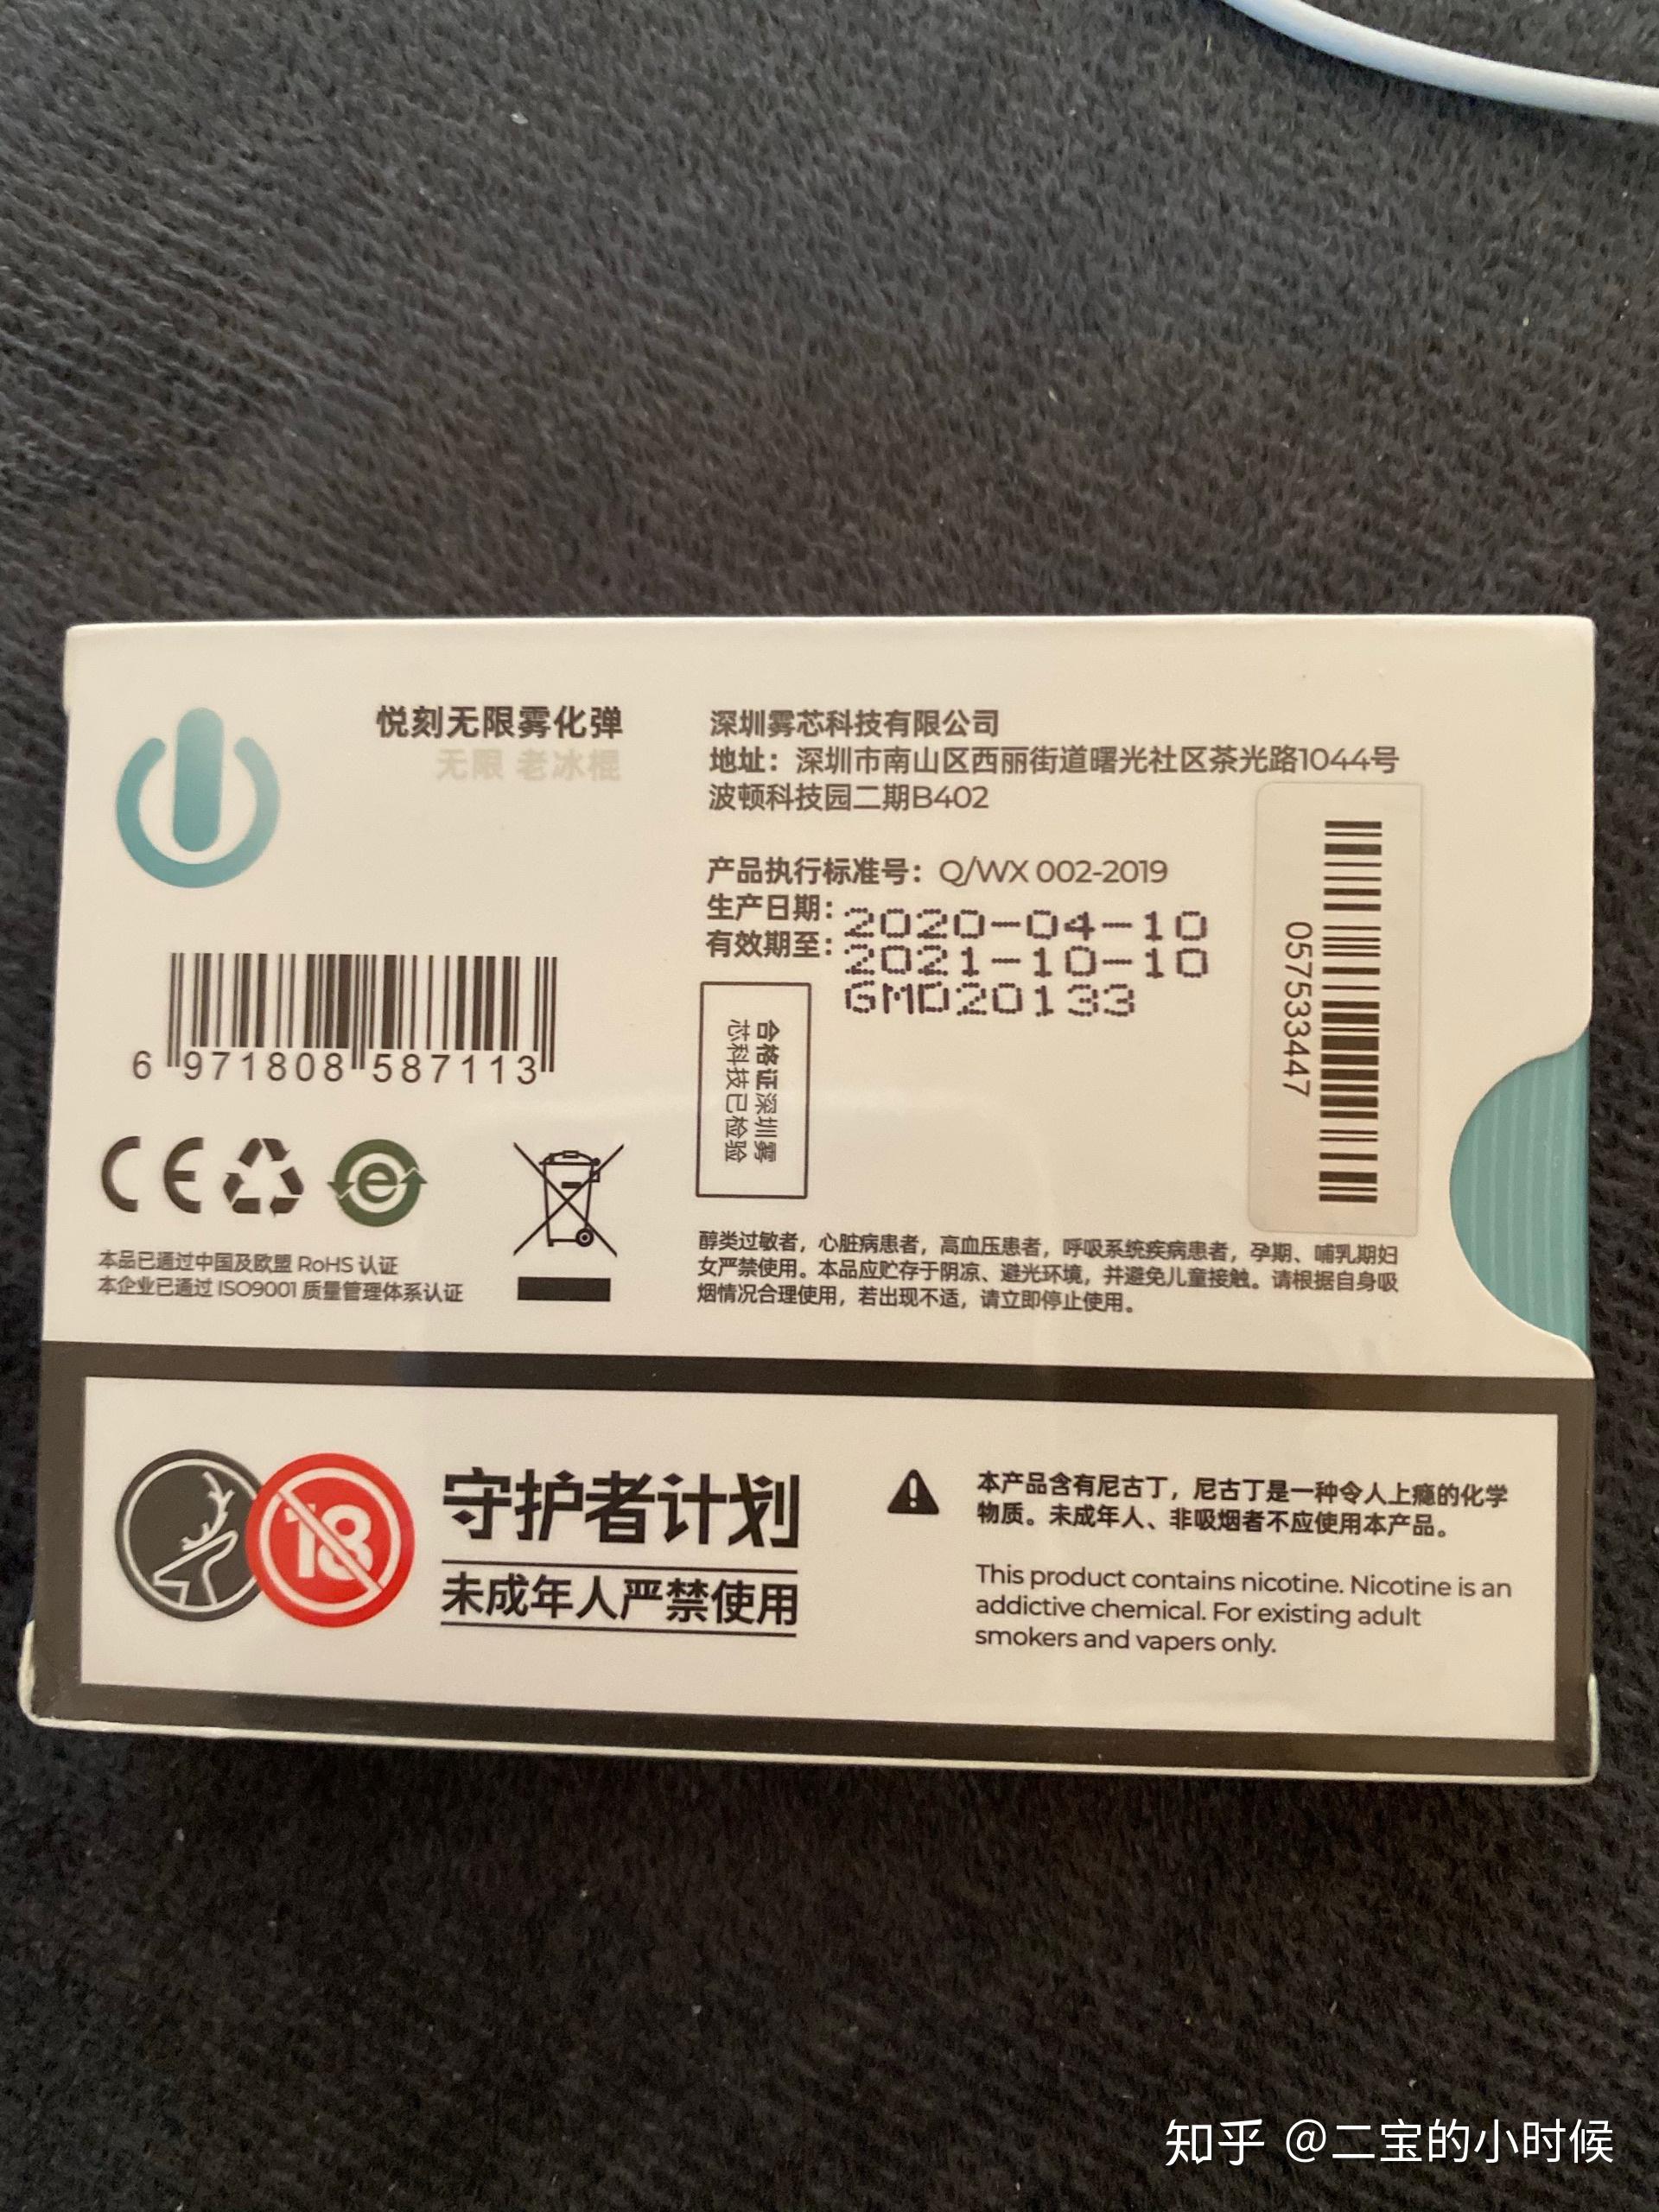 悦刻无限雾化弹
无限 老冰棍
深圳雾芯科技有限公司
地址：深圳市南山区西丽街道曙光社区茶光路1044号
波顿科技园二期B402
产品执行标准号：Q/WX 002-2019
生产日期：2020-04-10
有效期至：2021-10-10
GMD20133
合格证深圳雾
芯科技已检验
057533447
6 971808 587113
CE
e
本品已通过中国及欧盟 RoHS 认证
本企业已通过 ISO9001 质量管理体系认证
醇类过敏者，心脏病患者，高血压患者，呼吸系统疾病患者，孕期、哺乳期妇
女严禁使用。本品应贮存于阴凉、避光环境，并避免儿童接触。请根据自身吸
烟情况合理使用，若出现不适，请立即停止使用。
18
守护者计划
未成年人严禁使用
本产品含有尼古丁，尼古丁是一种令人上瘾的化学
物质。未成年人、非吸烟者不应使用本产品。
This product contains nicotine. Nicotine is an
addictive chemical. For existing adult
smokers and vapers only.
知乎 @二宝的小时候